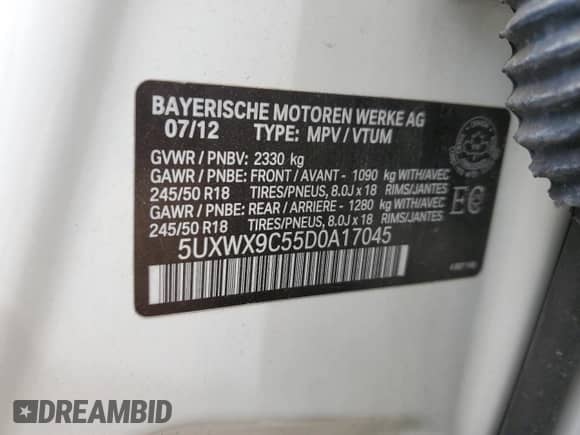 BAYERISCHE MOTOREN WERKE AG
07/12 TYPE: MPV / VTUM
GVWR / PNBV: 2330 kg
GAWR / PNBE: FRONT / AVANT - 1090 kg WITH/AVEC
245/50 R18 TIRES/PNEUS, 8.0J x 18 RIMS/JANTES
GAWR / PNBE: REAR / ARRIERE - 1280 kg WITH/AVEC
245/50 R18 TIRES/PNEUS, 8.0J x 18 RIMS/JANTES
EC
5UXWX9C55D0A17045
DREAMBID